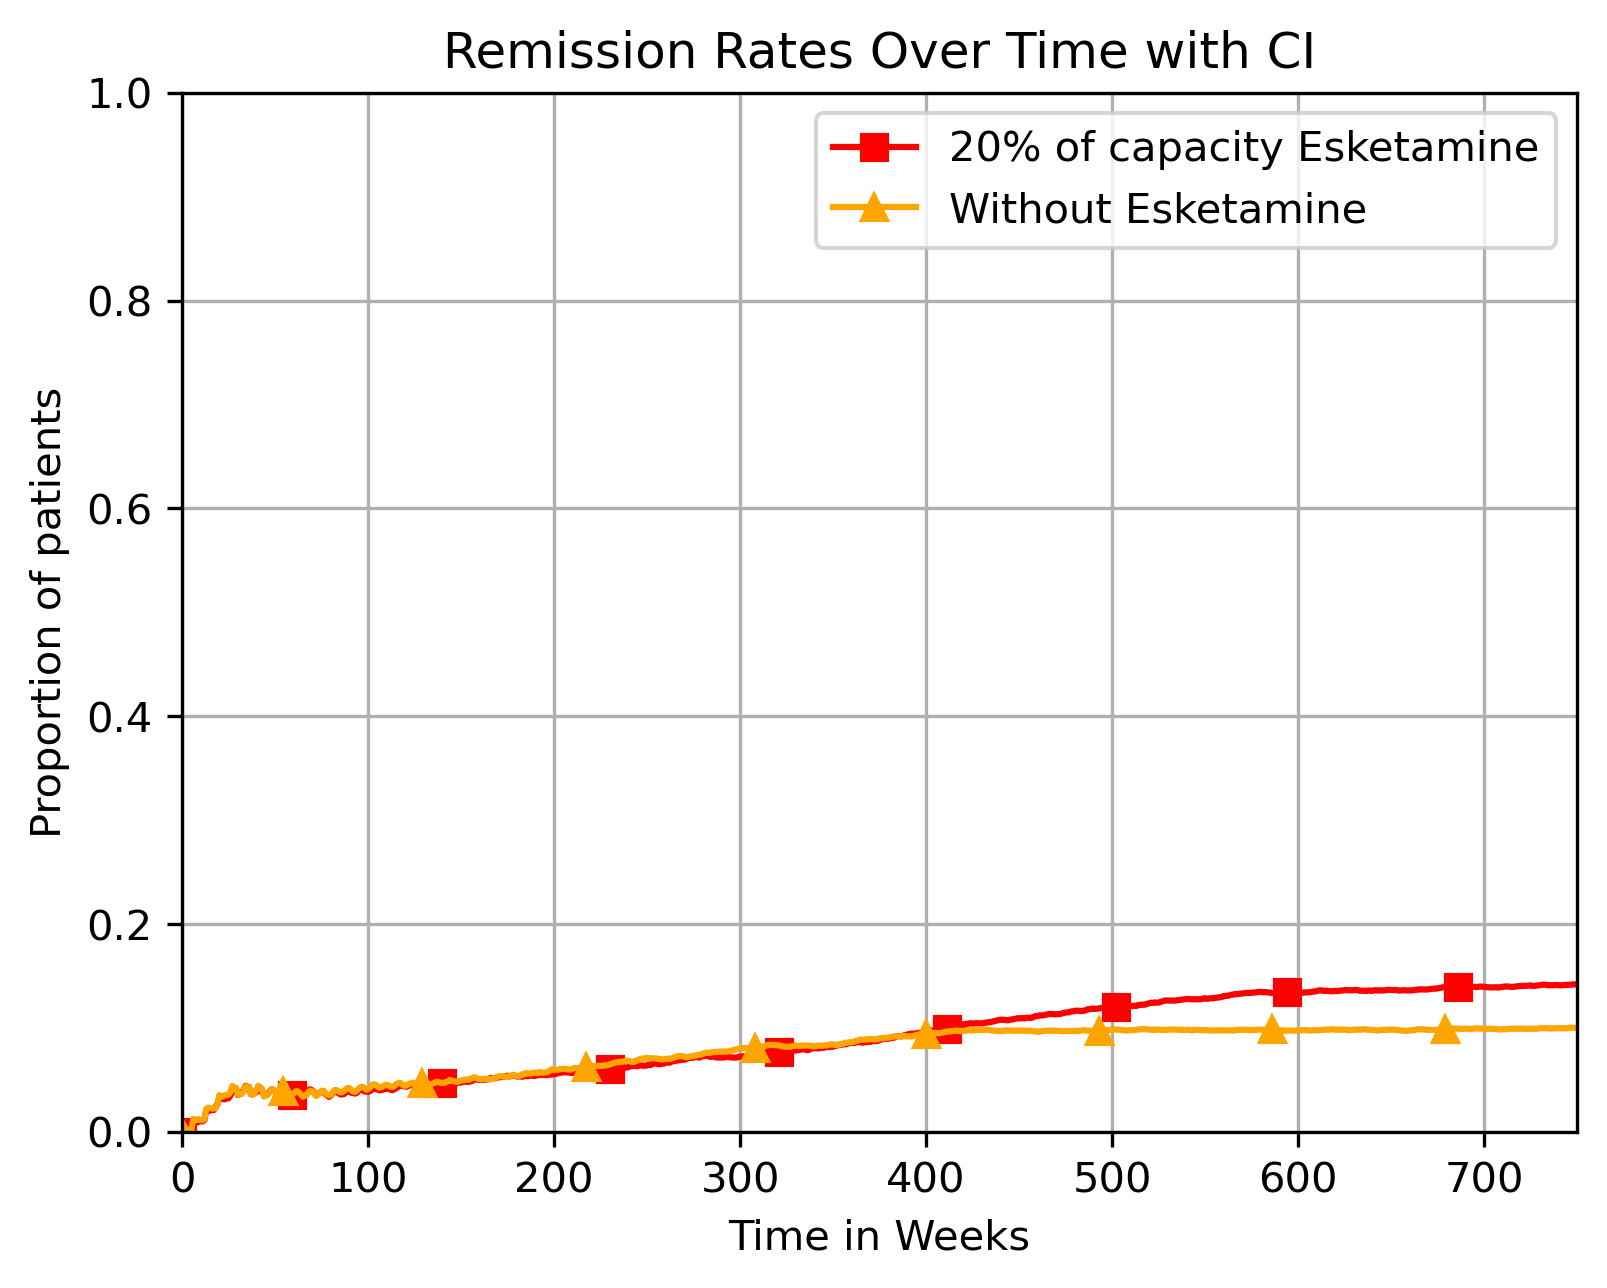 Remission Rates Over Time with CI
1.0
0.8
0.6
0.4
0.2
0.0
Proportion of patients
20% of capacity Esketamine
Without Esketamine
0 100 200 300 400 500 600 700
Time in Weeks